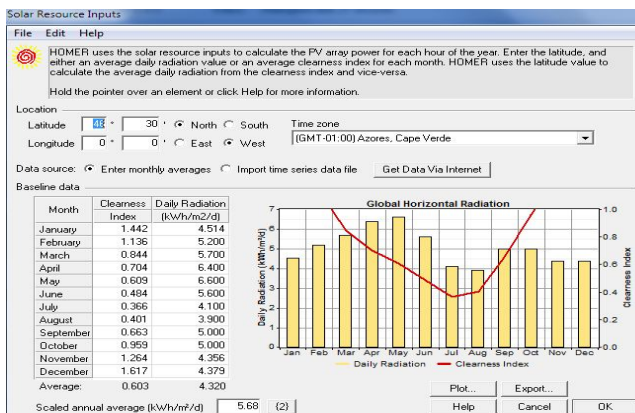 Solar Resource Inputs
File Edit Help
HOMER uses the solar resource inputs to calculate the PV array power for each hour of the year. Enter the latitude, and
either an average daily radiation value or an average clearness index for each month. HOMER uses the latitude value to
calculate the average daily radiation from the clearness index and vice-versa.
Hold the pointer over an element or click Help for more information.
Location
Latitude ° 30 ' North South Time zone
Longitude 0 ° 0 ' East West (GMT-01:00) Azores, Cape Verde
Data source: Enter monthly averages Import time series data file Get Data Via Internet
Baseline data
Month Clearness Index Daily Radiation (kWh/m2/d)
January 1.442 4.514
February 1.136 5.200
March 0.844 5.700
April 0.704 6.400
May 0.609 6.600
June 0.484 5.600
July 0.366 4.100
August 0.401 3.900
September 0.663 5.000
October 0.959 5.000
November 1.264 4.356
December 1.617 4.379
Average: 0.603 4.320
Scaled annual average (kWh/m²/d) 5.68 {2}
Global Horizontal Radiation
Daily Radiation (kWh/m²/d)
7
6
5
4
3
2
1
0
Jan Feb Mar Apr May Jun Jul Aug Sep Oct Nov Dec
1.0
0.8
0.6
0.4
0.2
0.0
Clearness Index
Daily Radiation Clearness Index
Plot... Export...
Help Cancel OK